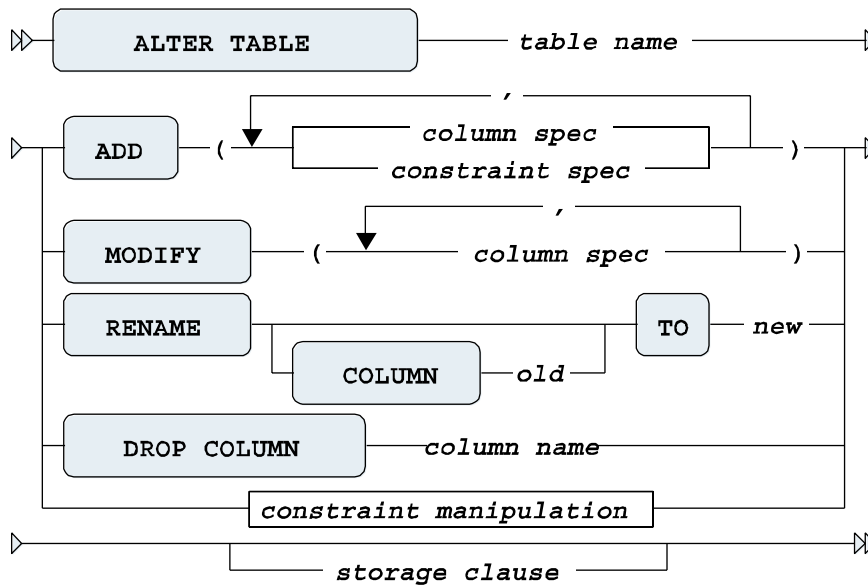 ALTER TABLE table name
,
column spec
ADD ( )
constraint spec
,
MODIFY ( column spec )
RENAME TO new
COLUMN old
DROP COLUMN column name
constraint manipulation
storage clause